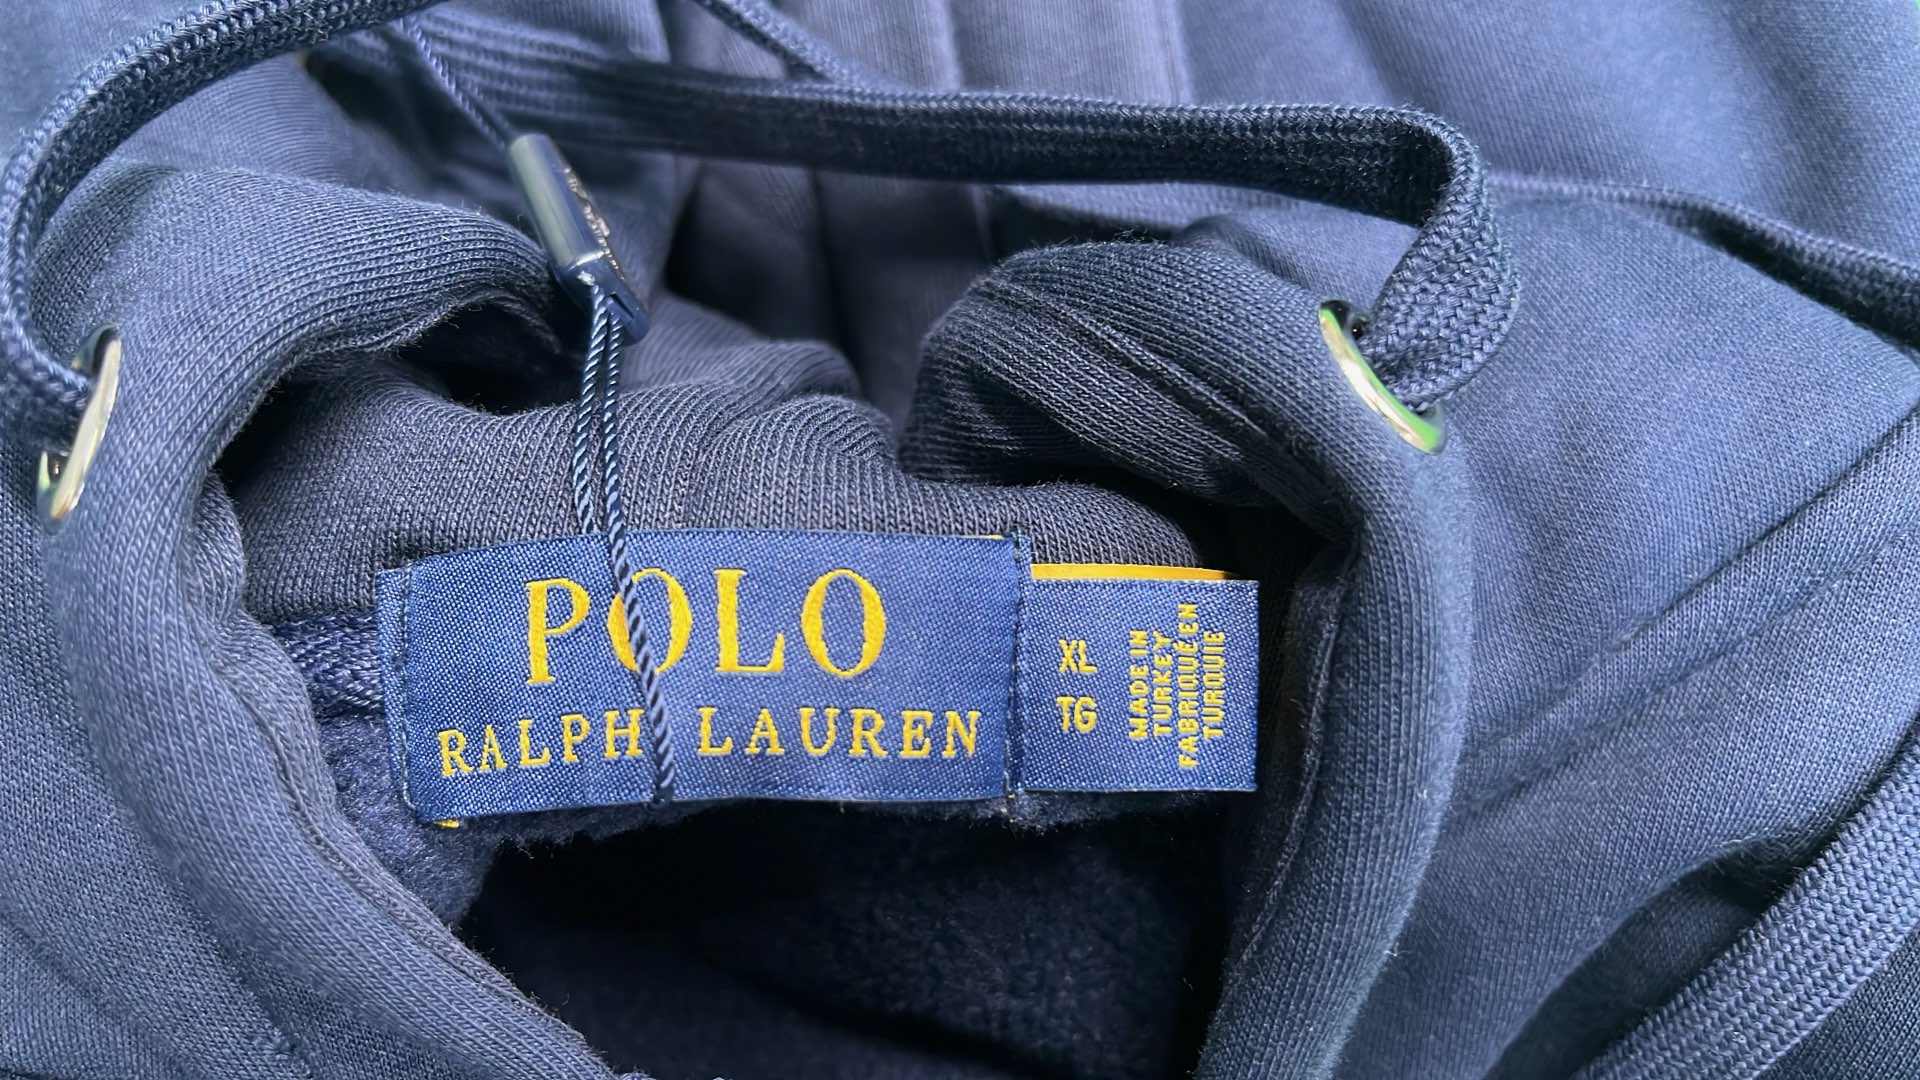 POLO
RALPH LAUREN
XL
TG
MADE IN
TURKEY
FABRIQUÉ EN
TURQUIE